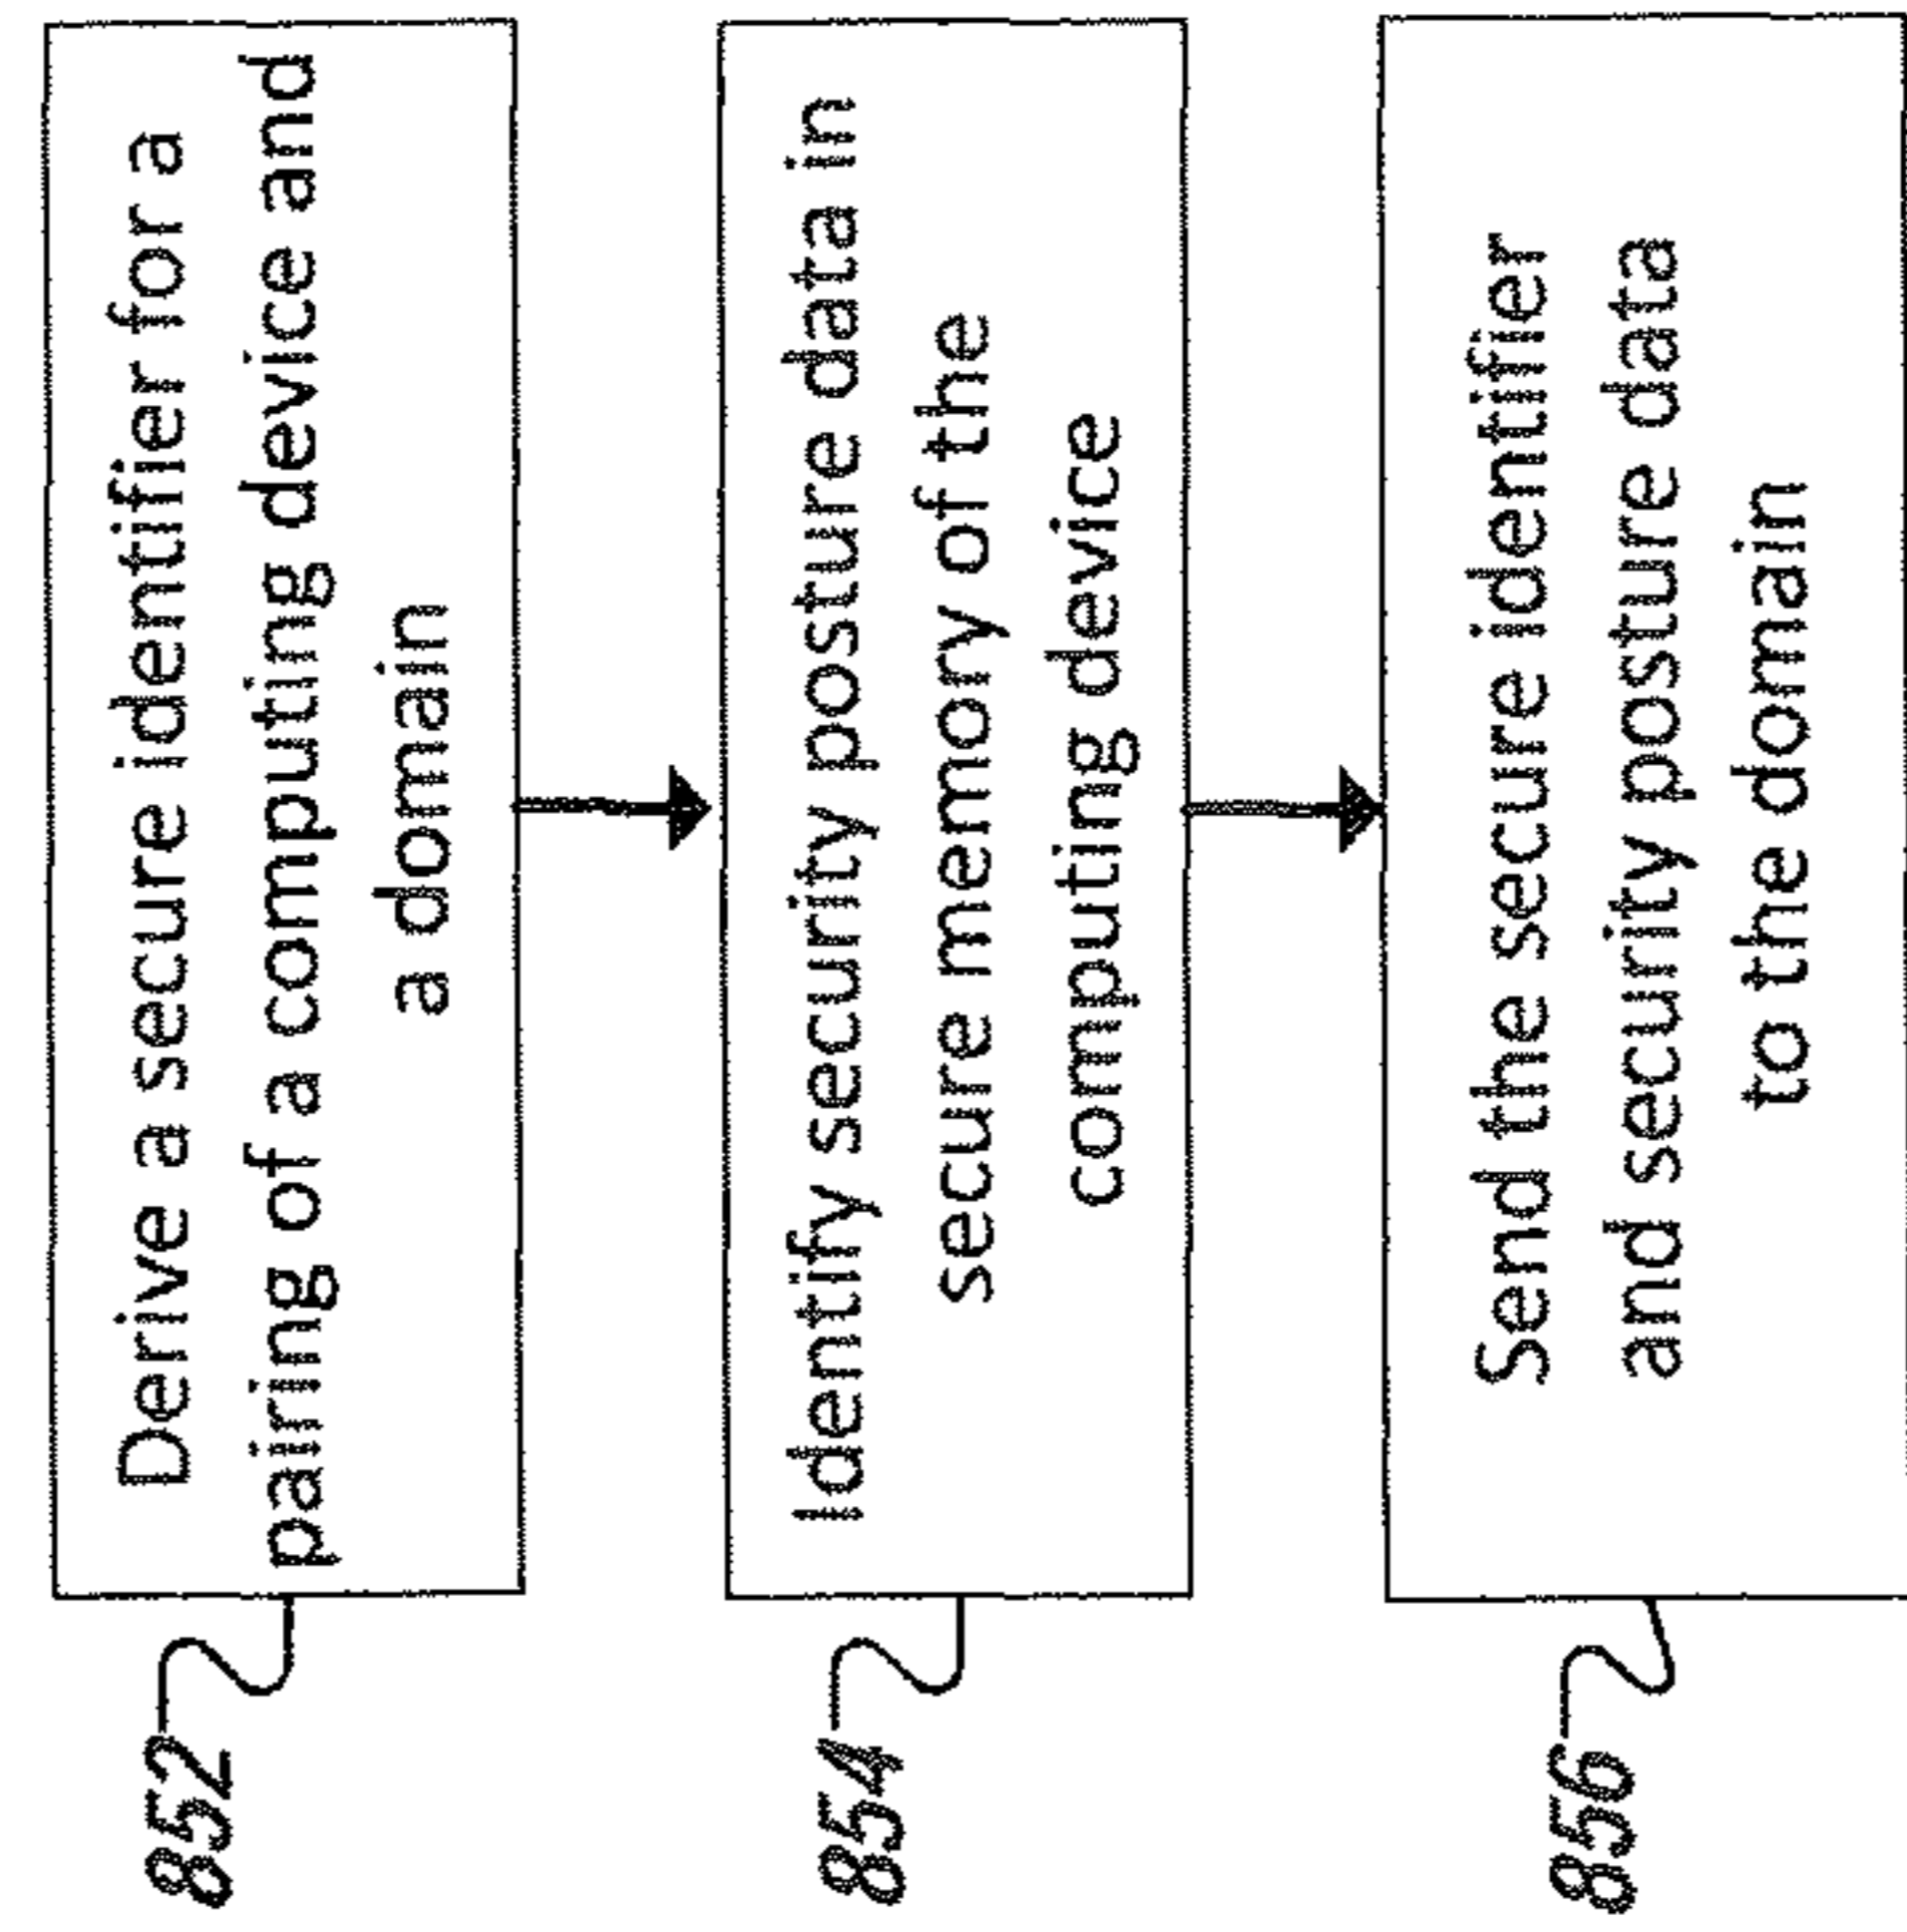 852
Derive a secure identifier for a
pairing of a computing device and
a domain
854
Identify security posture data in
secure memory of the
computing device
856
Send the secure identifier
and security posture data
to the domain